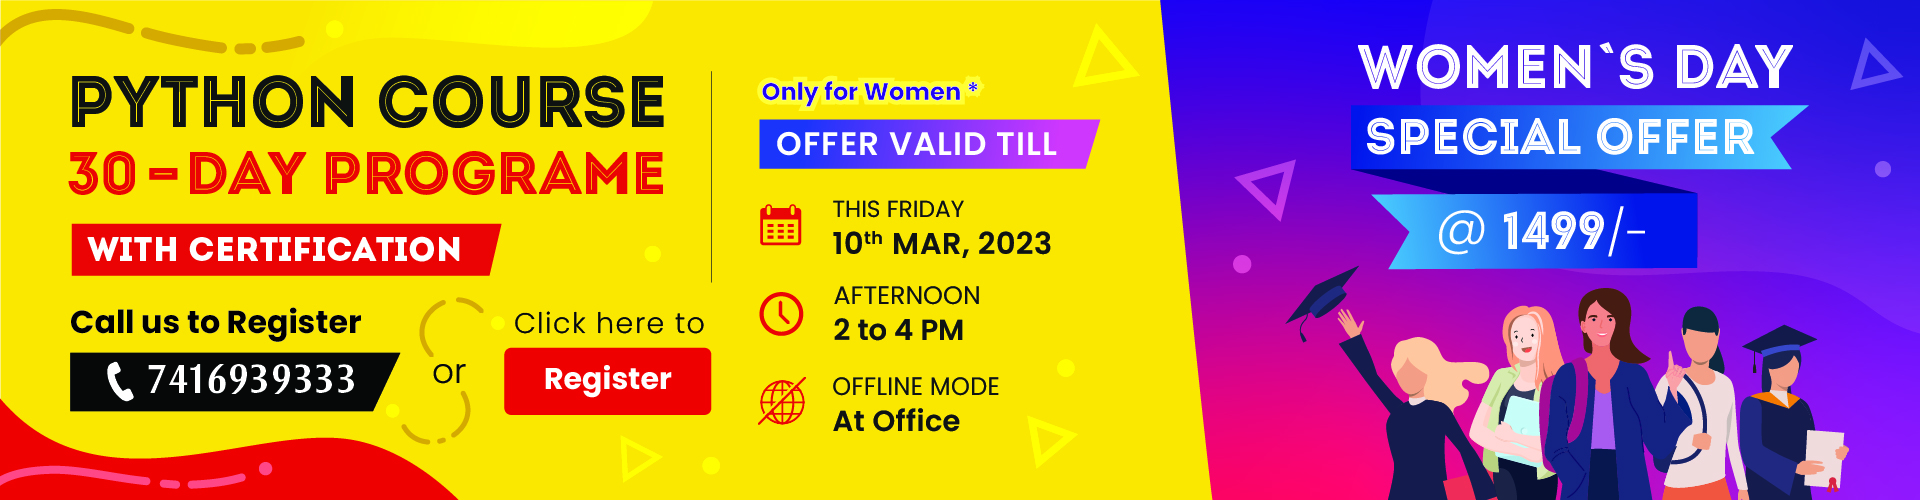 PYTHON COURSE
30-DAY PROGRAME
WITH CERTIFICATION
Call us to Register
7416939333
or
Click here to
Register
Only for Women *
OFFER VALID TILL
THIS FRIDAY
10th MAR, 2023
AFTERNOON
2 to 4 PM
OFFLINE MODE
At Office
WOMEN`S DAY
SPECIAL OFFER
@ 1499/-